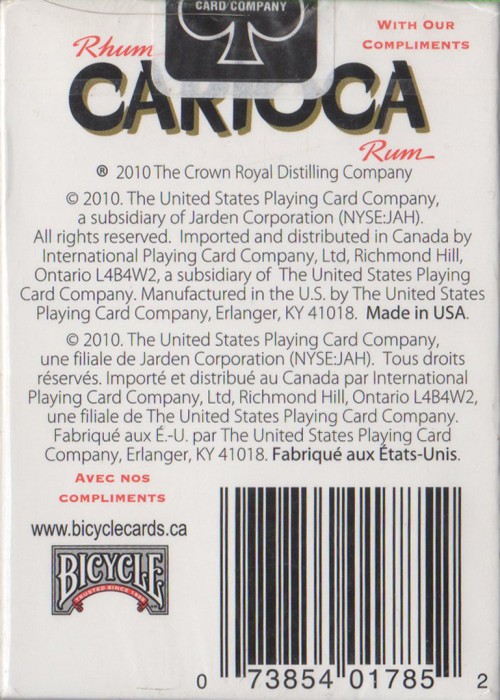 CARD COMPANY
Rhum
WITH OUR
COMPLIMENTS
CARIOCA
Rum
® 2010 The Crown Royal Distilling Company
© 2010. The United States Playing Card Company,
a subsidiary of Jarden Corporation (NYSE:JAH).
All rights reserved. Imported and distributed in Canada by
International Playing Card Company, Ltd, Richmond Hill,
Ontario L4B4W2, a subsidiary of The United States Playing
Card Company. Manufactured in the U.S. by The United States
Playing Card Company, Erlanger, KY 41018. Made in USA.
© 2010. The United States Playing Card Company,
une filiale de Jarden Corporation (NYSE:JAH). Tous droits
réservés. Importé et distribué au Canada par International
Playing Card Company, Ltd, Richmond Hill, Ontario L4B4W2,
une filiale de The United States Playing Card Company.
Fabriqué aux É.-U. par The United States Playing Card
Company, Erlanger, KY 41018. Fabriqué aux États-Unis.
AVEC NOS
COMPLIMENTS
www.bicyclecards.ca
BICYCLE
TRUSTED SINCE 1885
0 73854 01785 2